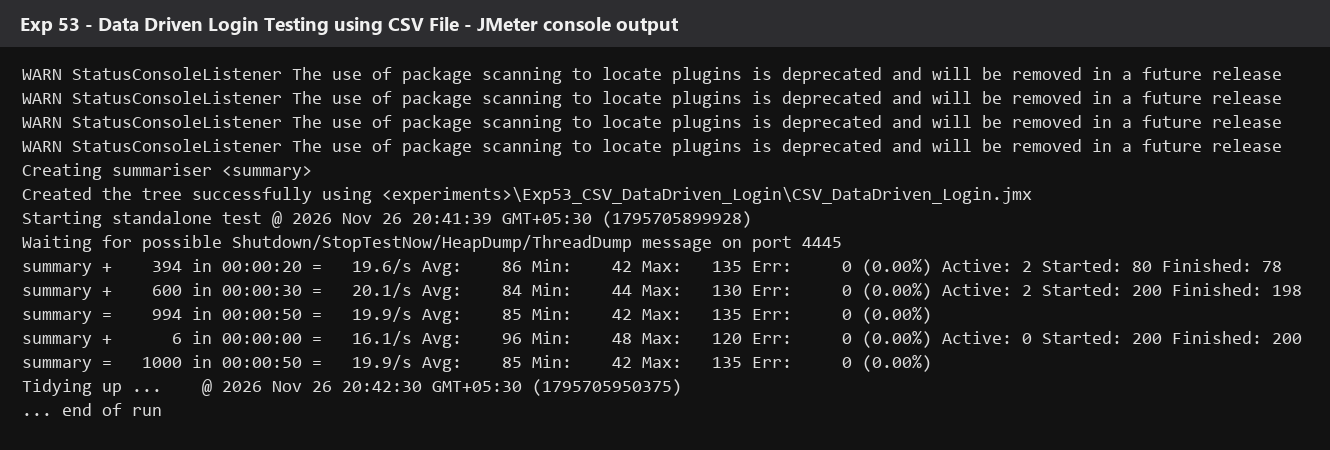 Exp 53 - Data Driven Login Testing using CSV File - JMeter console output
WARN StatusConsoleListener The use of package scanning to locate plugins is deprecated and will be removed in a future release
WARN StatusConsoleListener The use of package scanning to locate plugins is deprecated and will be removed in a future release
WARN StatusConsoleListener The use of package scanning to locate plugins is deprecated and will be removed in a future release
WARN StatusConsoleListener The use of package scanning to locate plugins is deprecated and will be removed in a future release
Creating summariser <summary>
Created the tree successfully using <experiments>\Exp53_CSV_DataDriven_Login\CSV_DataDriven_Login.jmx
Starting standalone test @ 2026 Nov 26 20:41:39 GMT+05:30 (1795705899928)
Waiting for possible Shutdown/StopTestNow/HeapDump/ThreadDump message on port 4445
summary +    394 in 00:00:20 =   19.6/s Avg:    86 Min:    42 Max:   135 Err:     0 (0.00%) Active: 2 Started: 80 Finished: 78
summary +    600 in 00:00:30 =   20.1/s Avg:    84 Min:    44 Max:   130 Err:     0 (0.00%) Active: 2 Started: 200 Finished: 198
summary =    994 in 00:00:50 =   19.9/s Avg:    85 Min:    42 Max:   135 Err:     0 (0.00%)
summary +      6 in 00:00:00 =   16.1/s Avg:    96 Min:    48 Max:   120 Err:     0 (0.00%) Active: 0 Started: 200 Finished: 200
summary =   1000 in 00:00:50 =   19.9/s Avg:    85 Min:    42 Max:   135 Err:     0 (0.00%)
Tidying up ...    @ 2026 Nov 26 20:42:30 GMT+05:30 (1795705950375)
... end of run